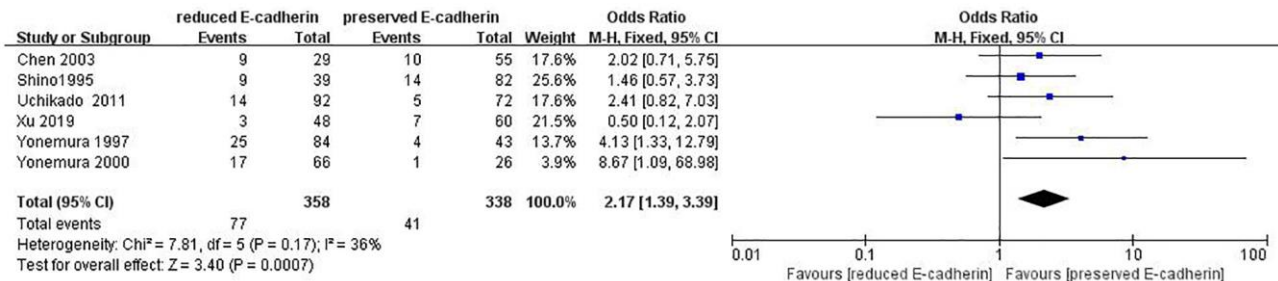 reduced E-cadherin preserved E-cadherin Odds Ratio Odds Ratio
Study or Subgroup Events Total Events Total Weight M-H, Fixed, 95% CI M-H, Fixed, 95% CI
Chen 2003 9 29 10 55 17.6% 2.02 [0.71, 5.75]
Shino1995 9 39 14 82 25.6% 1.46 [0.57, 3.73]
Uchikado 2011 14 92 5 72 17.6% 2.41 [0.82, 7.03]
Xu 2019 3 48 7 60 21.5% 0.50 [0.12, 2.07]
Yonemura 1997 25 84 4 43 13.7% 4.13 [1.33, 12.79]
Yonemura 2000 17 66 1 26 3.9% 8.67 [1.09, 68.98]
Total (95% CI) 358 338 100.0% 2.17 [1.39, 3.39]
Total events 77 41
Heterogeneity: Chi² = 7.81, df = 5 (P = 0.17); I² = 36%
Test for overall effect: Z = 3.40 (P = 0.0007)
0.01 0.1 1 10 100
Favours [reduced E-cadherin] Favours [preserved E-cadherin]